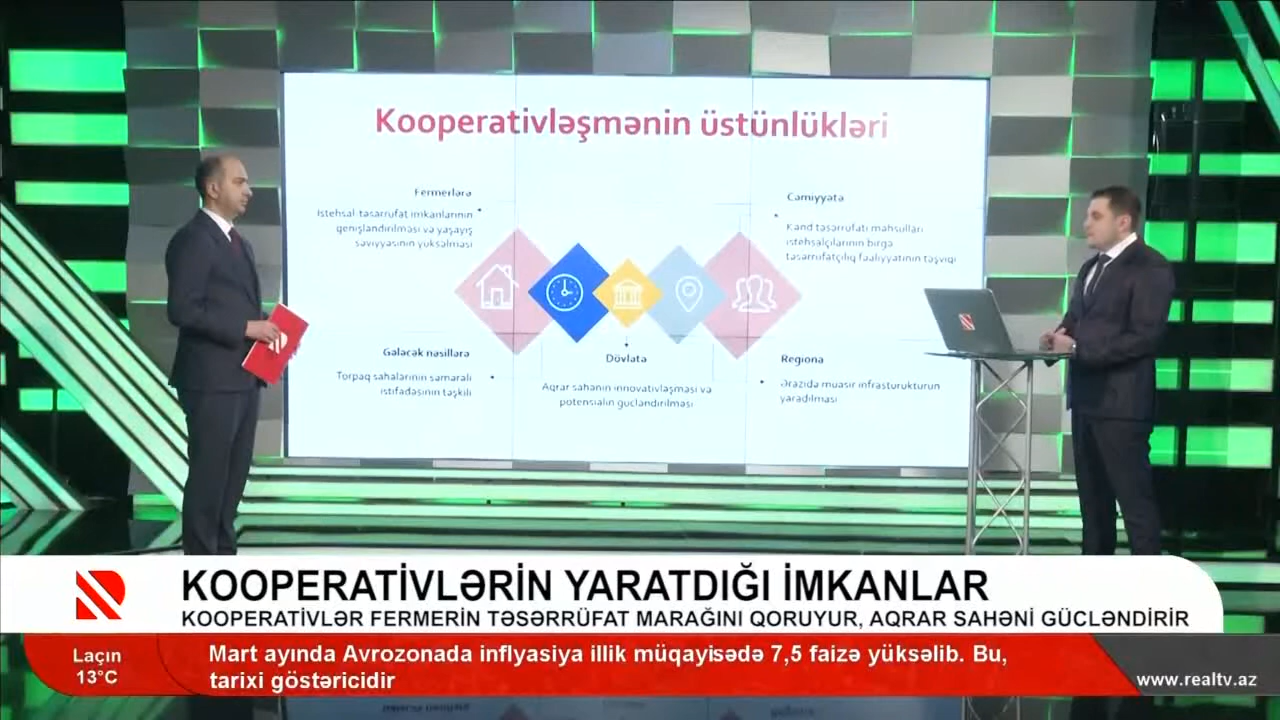 Kooperativləşmənin üstünlükləri
Fermerlərə
İstehsal-təsərrüfat imkanlarının
genişləndirilməsi və yaşayış
səviyyəsinin yüksəlməsi
Cəmiyyətə
Kənd təsərrüfatı məhsulları
istehsalçılarının birgə
təsərrüfatçılıq fəaliyyətinin təşviqi
Gələcək nəsillərə
Torpaq sahələrinin səmərəli
istifadəsinin təşkili
Dövlətə
Aqrar sahənin innovativləşməsi və
potensialın gücləndirilməsi
Regiona
Ərazidə müasir infrasturukturun
yaradılması
KOOPERATİVLƏRİN YARATDIĞI İMKANLAR
KOOPERATİVLƏR FERMERİN TƏSƏRRÜFAT MARAĞINI QORUYUR, AQRAR SAHƏNİ GÜCLƏNDİRİR
Laçın
13°C
Mart ayında Avrozonada inflyasiya illik müqayisədə 7,5 faizə yüksəlib. Bu,
tarixi göstəricidir
www.realtv.az